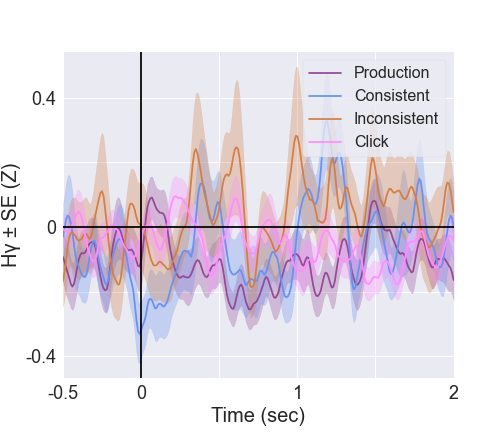 Production
Consistent
Inconsistent
Click
0.4
0
-0.4
Hγ ± SE (Z)
-0.5 0 1 2
Time (sec)